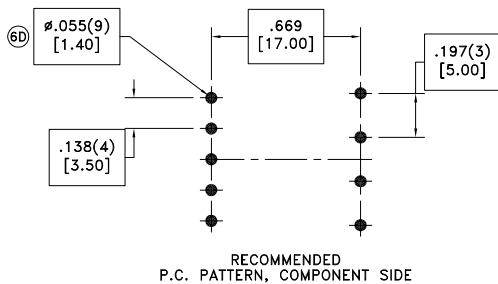 6D
ø.055(9)
[1.40]
.669
[17.00]
.197(3)
[5.00]
.138(4)
[3.50]
RECOMMENDED
P.C. PATTERN, COMPONENT SIDE